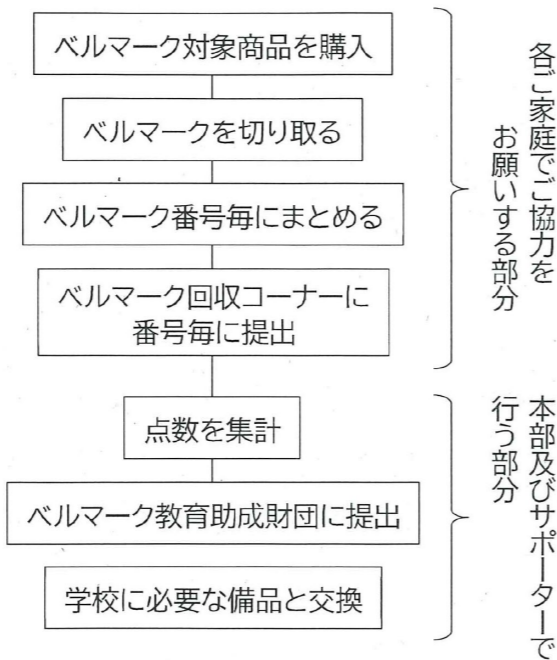 ベルマーク対象商品を購入
ベルマークを切り取る
ベルマーク番号毎にまとめる
ベルマーク回収コーナーに
番号毎に提出
各ご家庭でご協力を
お願いする部分
点数を集計
ベルマーク教育助成財団に提出
学校に必要な備品と交換
本部及びサポーターで
行う部分